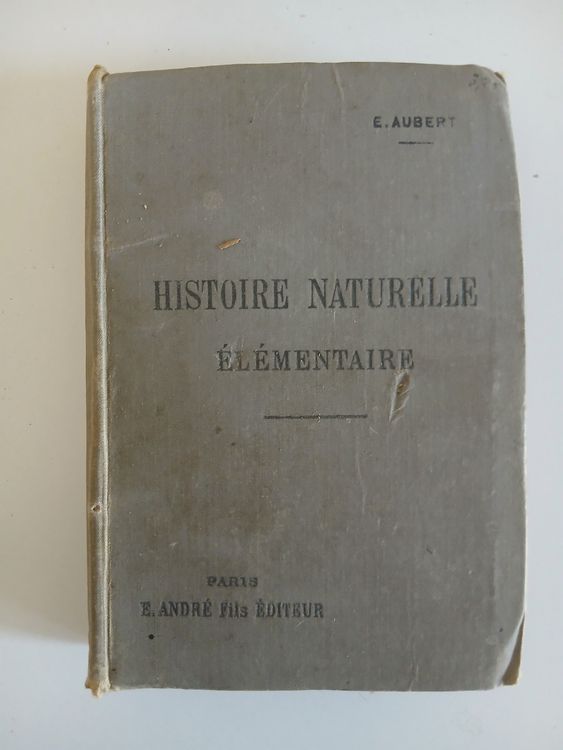 E. AUBERT
HISTOIRE NATURELLE
ÉLÉMENTAIRE
PARIS
E. ANDRÉ Fils ÉDITEUR